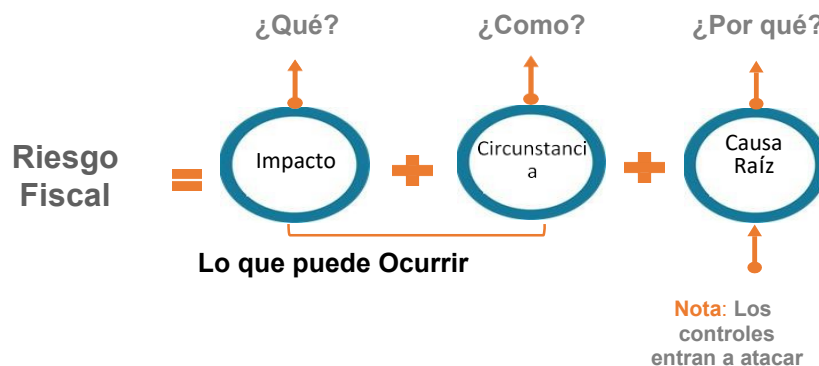 ¿Qué?
¿Como?
¿Por qué?
Riesgo
Fiscal
=
Impacto
+
Circunstanci
a
+
Causa
Raíz
Lo que puede Ocurrir
Nota: Los
controles
entran a atacar